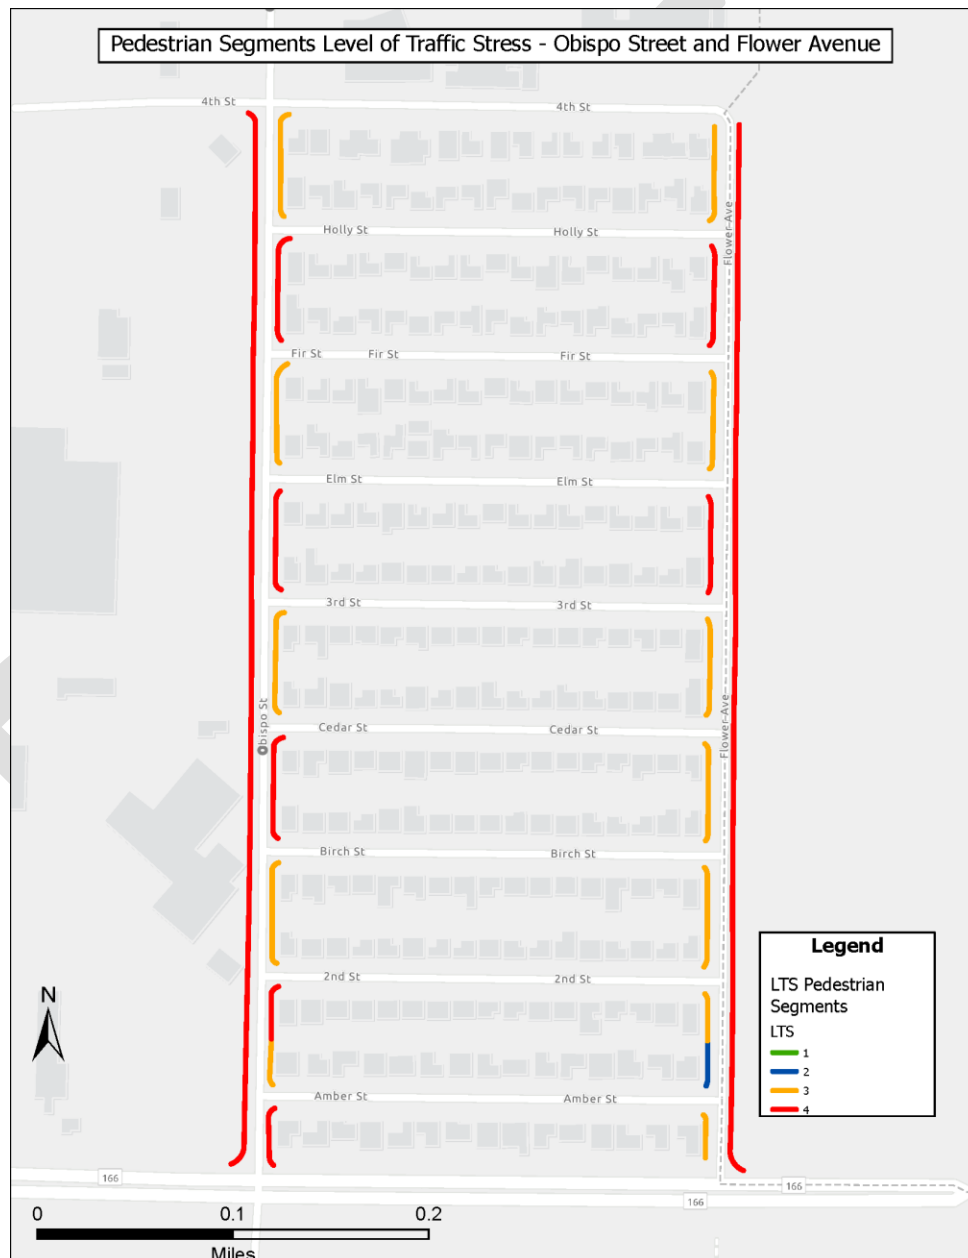 Pedestrian Segments Level of Traffic Stress - Obispo Street and Flower Avenue
4th St
4th St
Holly St
Holly St
Flower Ave
Fir St
Fir St
Fir St
Elm St
Elm St
3rd St
3rd St
Obispo St
Flower Ave
Cedar St
Cedar St
Birch St
Birch St
2nd St
2nd St
Amber St
Amber St
Legend
LTS Pedestrian
Segments
LTS
1
2
3
4
N
166
166
166
0
0.1
0.2
Miles